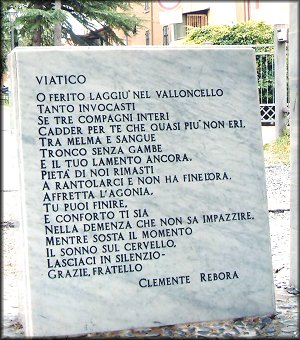 VIATICO
O FERITO LAGGIU' NEL VALLONCELLO
TANTO INVOCASTI
SE TRE COMPAGNI INTERI
CADDER PER TE CHE QUASI PIU' NON ERI.
TRA MELMA E SANGUE
TRONCO SENZA GAMBE
E IL TUO LAMENTO ANCORA.
PIETA' DI NOI RIMASTI
A RANTOLARCI E NON HA FINE L'ORA.
AFFRETTA L'AGONIA.
TU PUOI FINIRE,
E CONFORTO TI SIA
NELLA DEMENZA CHE NON SA IMPAZZIRE,
MENTRE SOSTA IL MOMENTO
IL SONNO SUL CERVELLO,
LASCIACI IN SILENZIO-
GRAZIE, FRATELLO
CLEMENTE REBORA